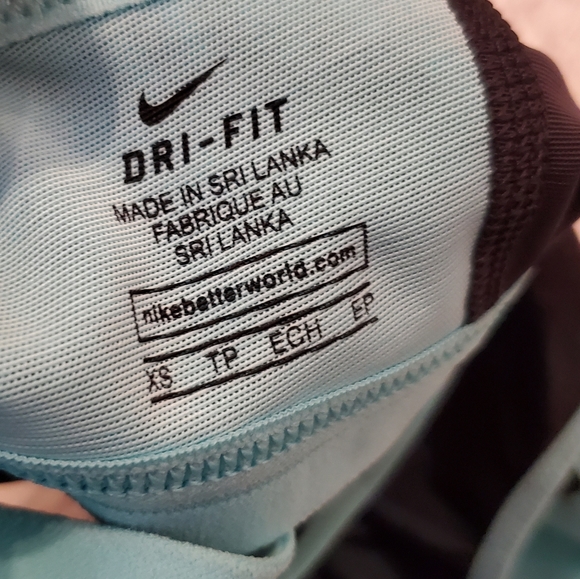 DRI-FIT
MADE IN SRI LANKA
FABRIQUE AU
SRI LANKA
nikebetterworld.com
XS TP ECH EP